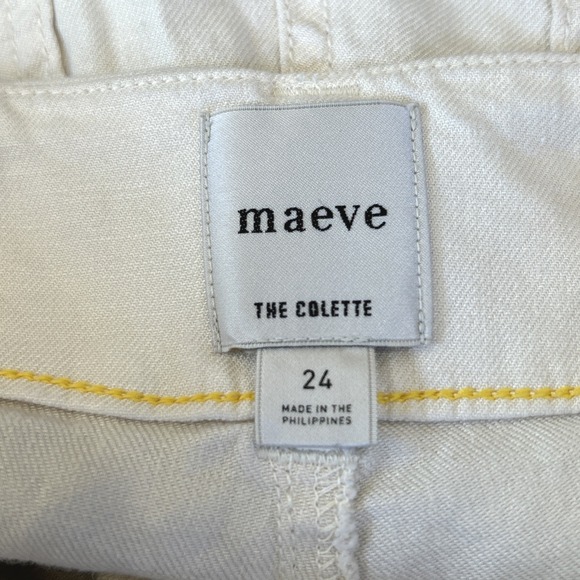 maeve
THE COLETTE
24
MADE IN THE
PHILIPPINES